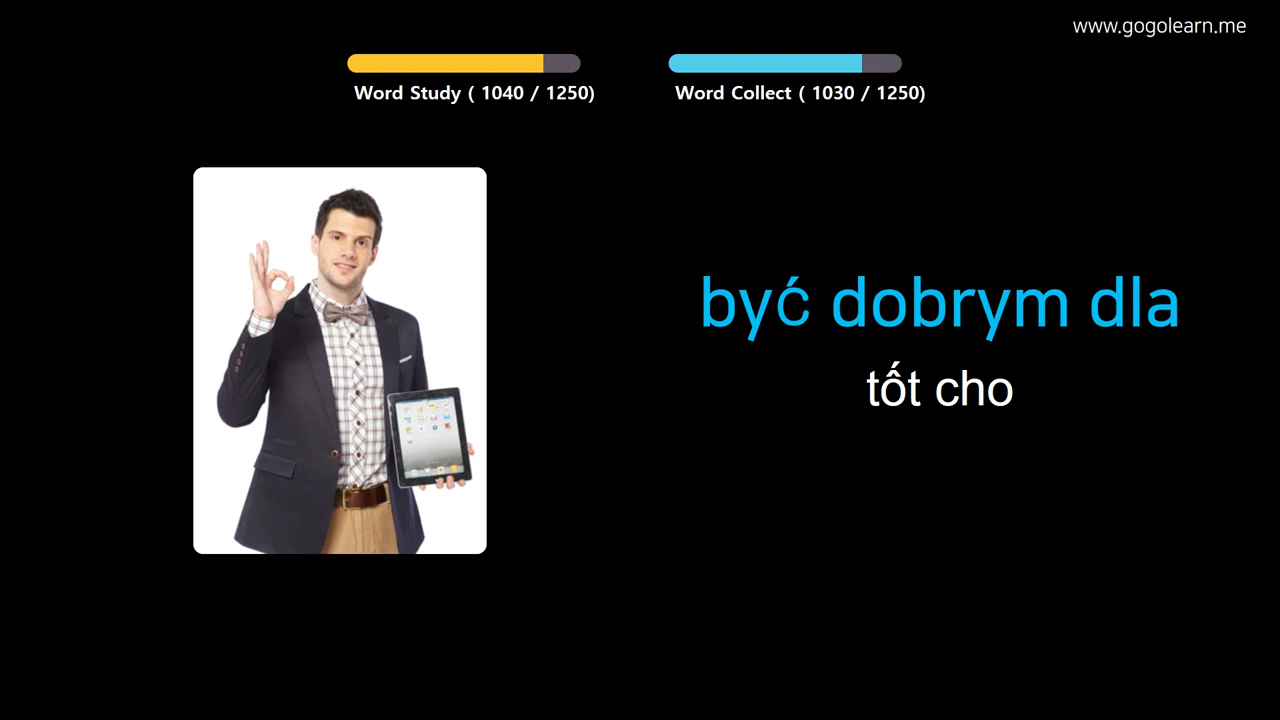 www.gogolearn.me
Word Study ( 1040 / 1250)
Word Collect ( 1030 / 1250)
być dobrym dla
tốt cho